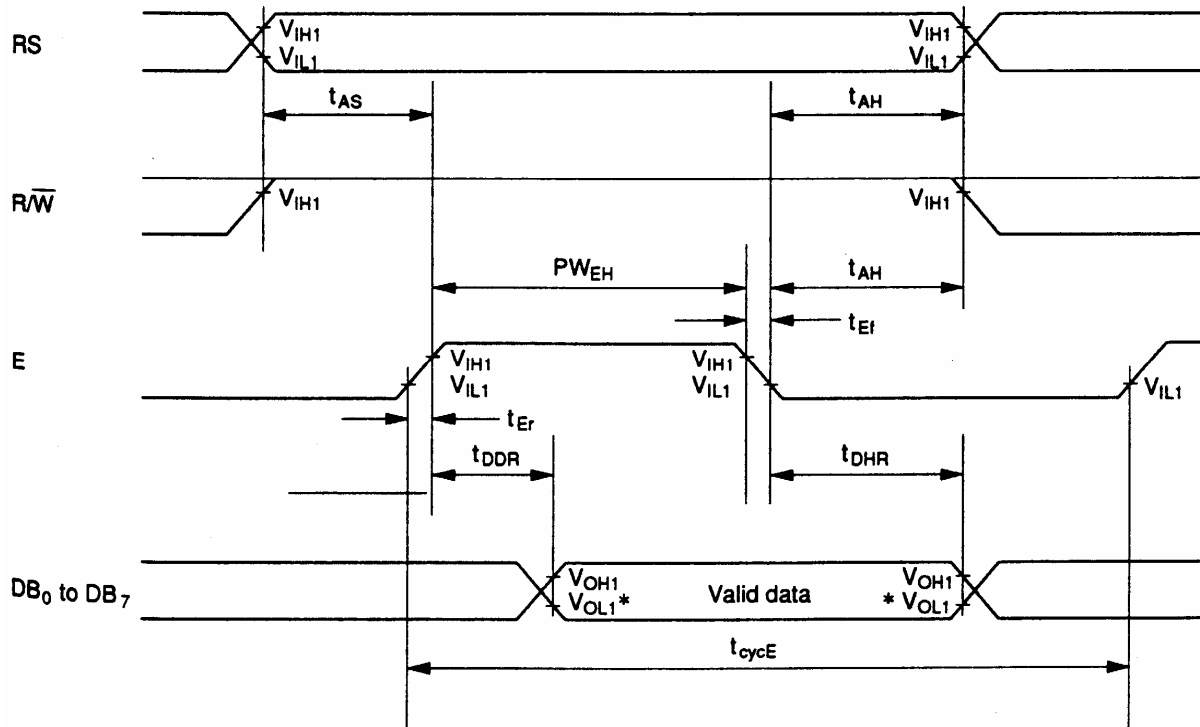 RS
VIH1
VIL1
VIH1
VIL1
tAS
tAH
R/W̅
VIH1
VIH1
PWEH
tAH
tEf
E
VIH1
VIL1
VIH1
VIL1
VIL1
tEr
tDDR
tDHR
DB0 to DB7
VOH1
VOL1*
Valid data
VOH1
* VOL1
tcycE